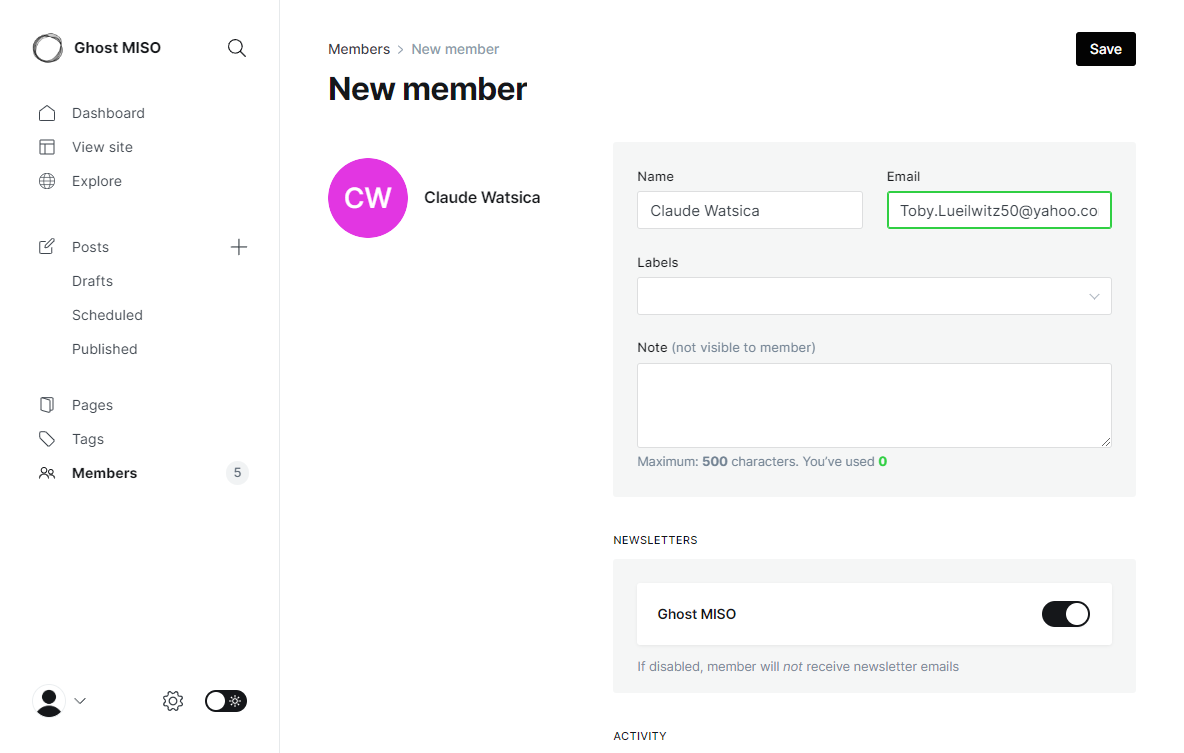 Ghost MISO
Dashboard
View site
Explore
Posts
Drafts
Scheduled
Published
Pages
Tags
Members 5
Members > New member
Save
New member
CW
Claude Watsica
Name
Claude Watsica
Email
Toby.Lueilwitz50@yahoo.co
Labels
Note (not visible to member)
Maximum: 500 characters. You've used 0
NEWSLETTERS
Ghost MISO
If disabled, member will not receive newsletter emails
ACTIVITY